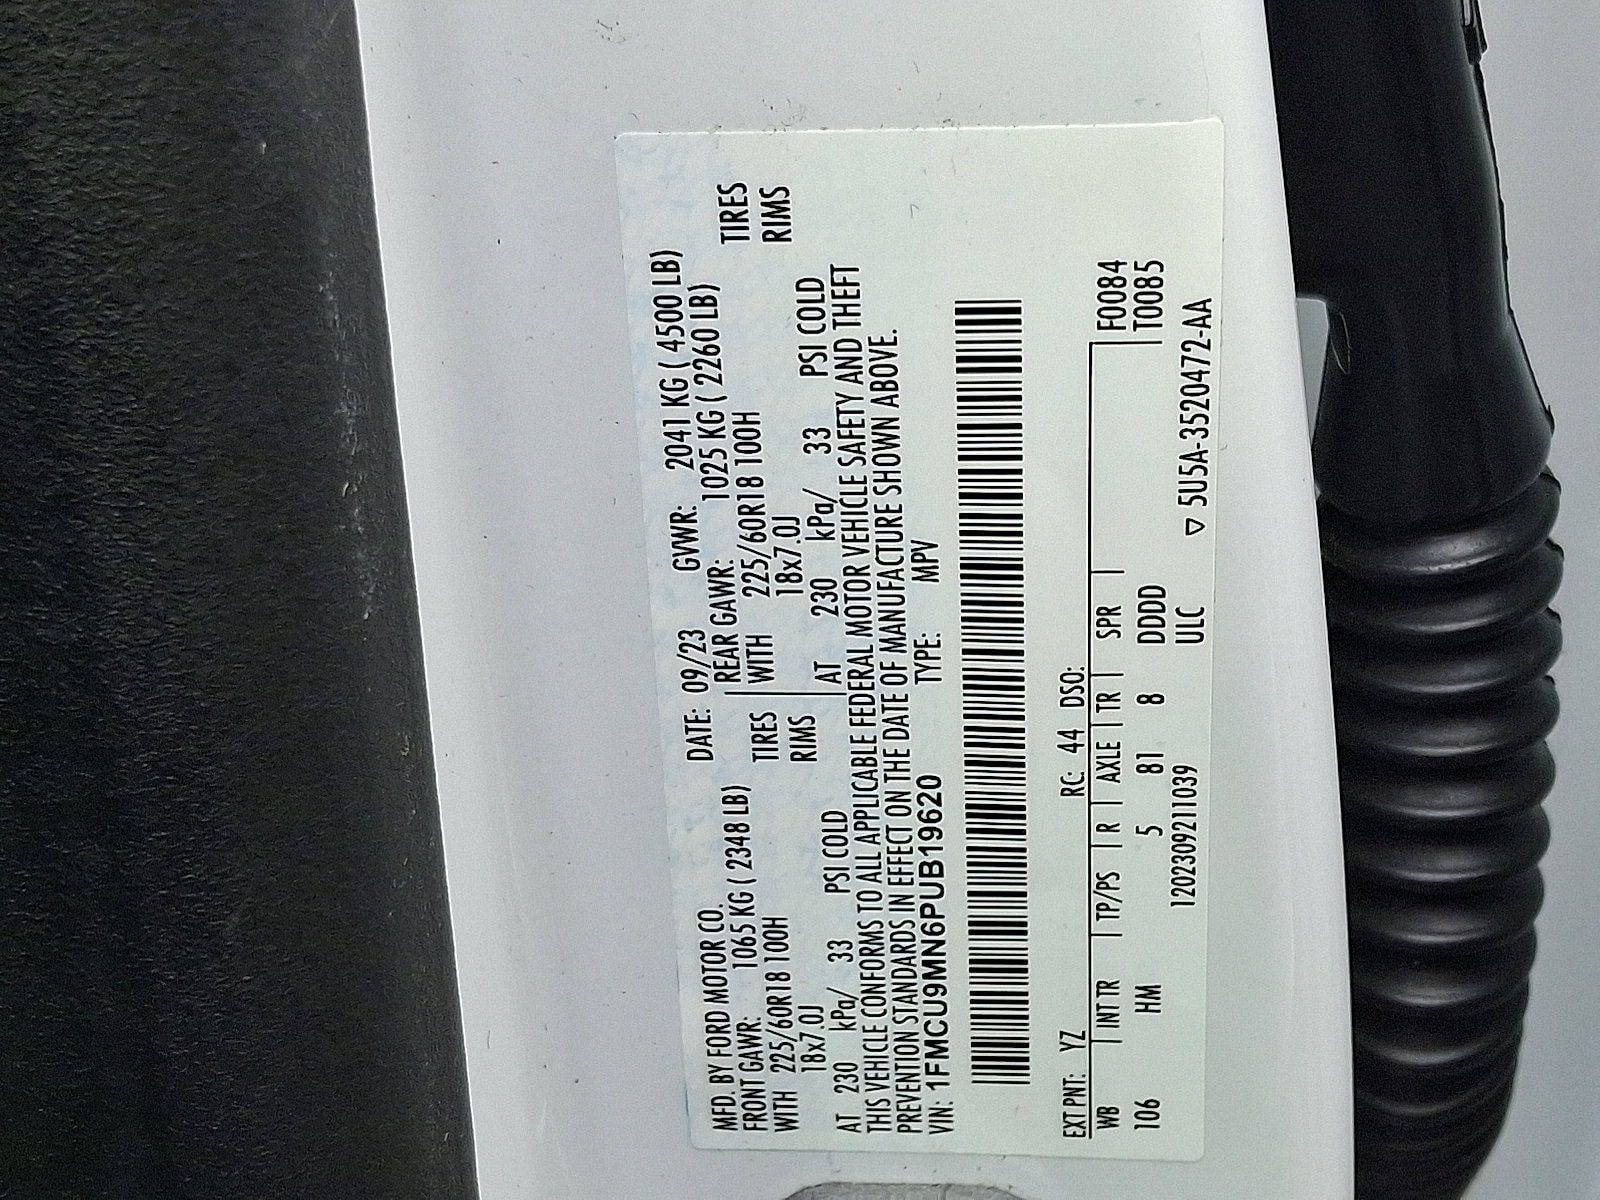 MFD. BY FORD MOTOR CO. DATE: 09/23 GVWR: 2041 KG ( 4500 LB)
FRONT GAWR: 1065 KG ( 2348 LB) REAR GAWR: 1025 KG ( 2260 LB)
WITH 225/60R18 100H TIRES WITH 225/60R18 100H TIRES
18x7.0J RIMS 18x7.0J RIMS
AT 230 kPa/ 33 PSI COLD AT 230 kPa/ 33 PSI COLD
THIS VEHICLE CONFORMS TO ALL APPLICABLE FEDERAL MOTOR VEHICLE SAFETY AND THEFT
PREVENTION STANDARDS IN EFFECT ON THE DATE OF MANUFACTURE SHOWN ABOVE.
VIN: 1FMCU9MN6PUB19620 TYPE: MPV
EXT PNT: YZ RC: 44 DSO:
WB | INT TR | TP/PS | R | AXLE | TR | SPR | F0084
106 HM 5 81 8 DDDD T0085
1202309211039 ULC ▽ 5U5A-3520472-AA